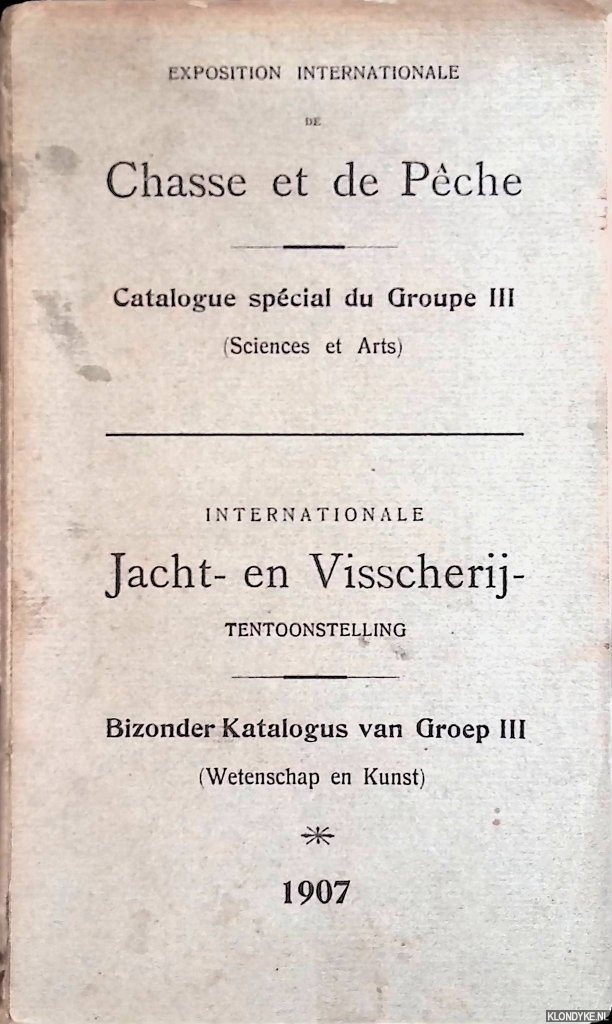 EXPOSITION INTERNATIONALE
DE
Chasse et de Pêche
Catalogue spécial du Groupe III
(Sciences et Arts)
INTERNATIONALE
Jacht- en Visscherij-
TENTOONSTELLING
Bizonder Katalogus van Groep III
(Wetenschap en Kunst)
1907
KLONDYKE.NL